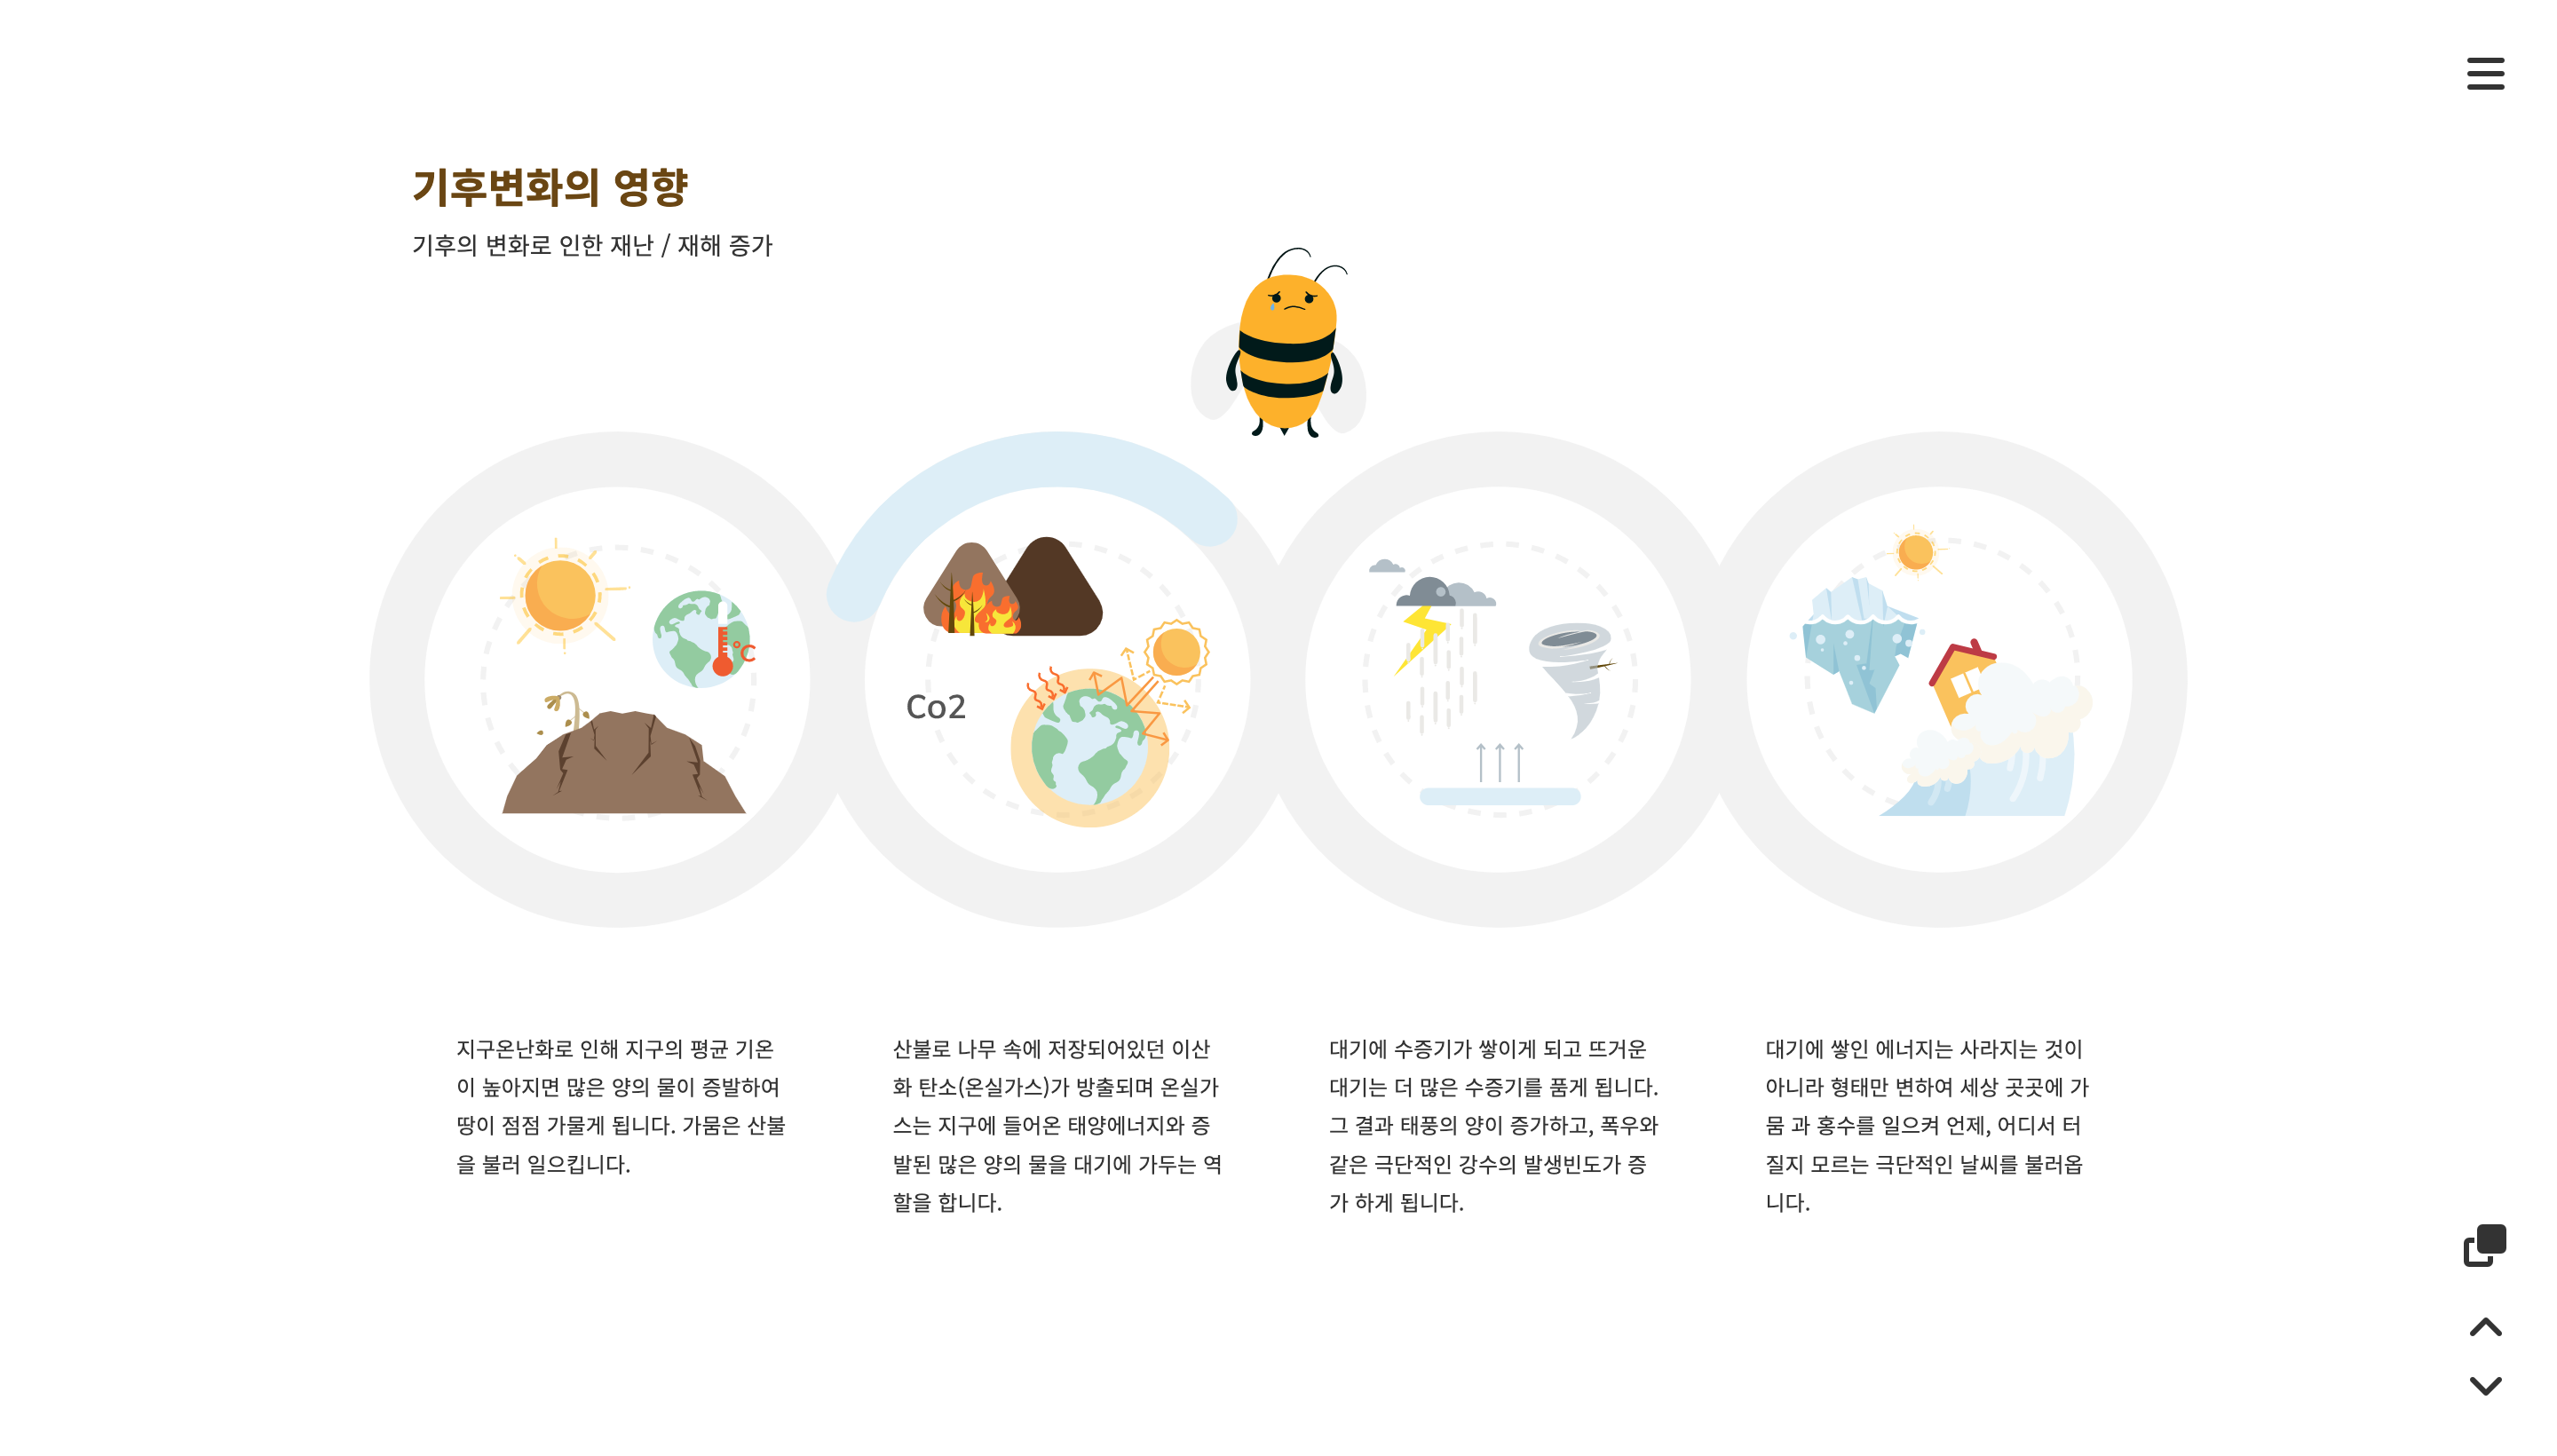 기후변화의 영향
기후의 변화로 인한 재난 / 재해 증가
°C
Co2
지구온난화로 인해 지구의 평균 기온
이 높아지면 많은 양의 물이 증발하여
땅이 점점 가물게 됩니다. 가뭄은 산불
을 불러 일으킵니다.
산불로 나무 속에 저장되어있던 이산
화 탄소(온실가스)가 방출되며 온실가
스는 지구에 들어온 태양에너지와 증
발된 많은 양의 물을 대기에 가두는 역
할을 합니다.
대기에 수증기가 쌓이게 되고 뜨거운
대기는 더 많은 수증기를 품게 됩니다.
그 결과 태풍의 양이 증가하고, 폭우와
같은 극단적인 강수의 발생빈도가 증
가 하게 됩니다.
대기에 쌓인 에너지는 사라지는 것이
아니라 형태만 변하여 세상 곳곳에 가
뭄 과 홍수를 일으켜 언제, 어디서 터
질지 모르는 극단적인 날씨를 불러옵
니다.